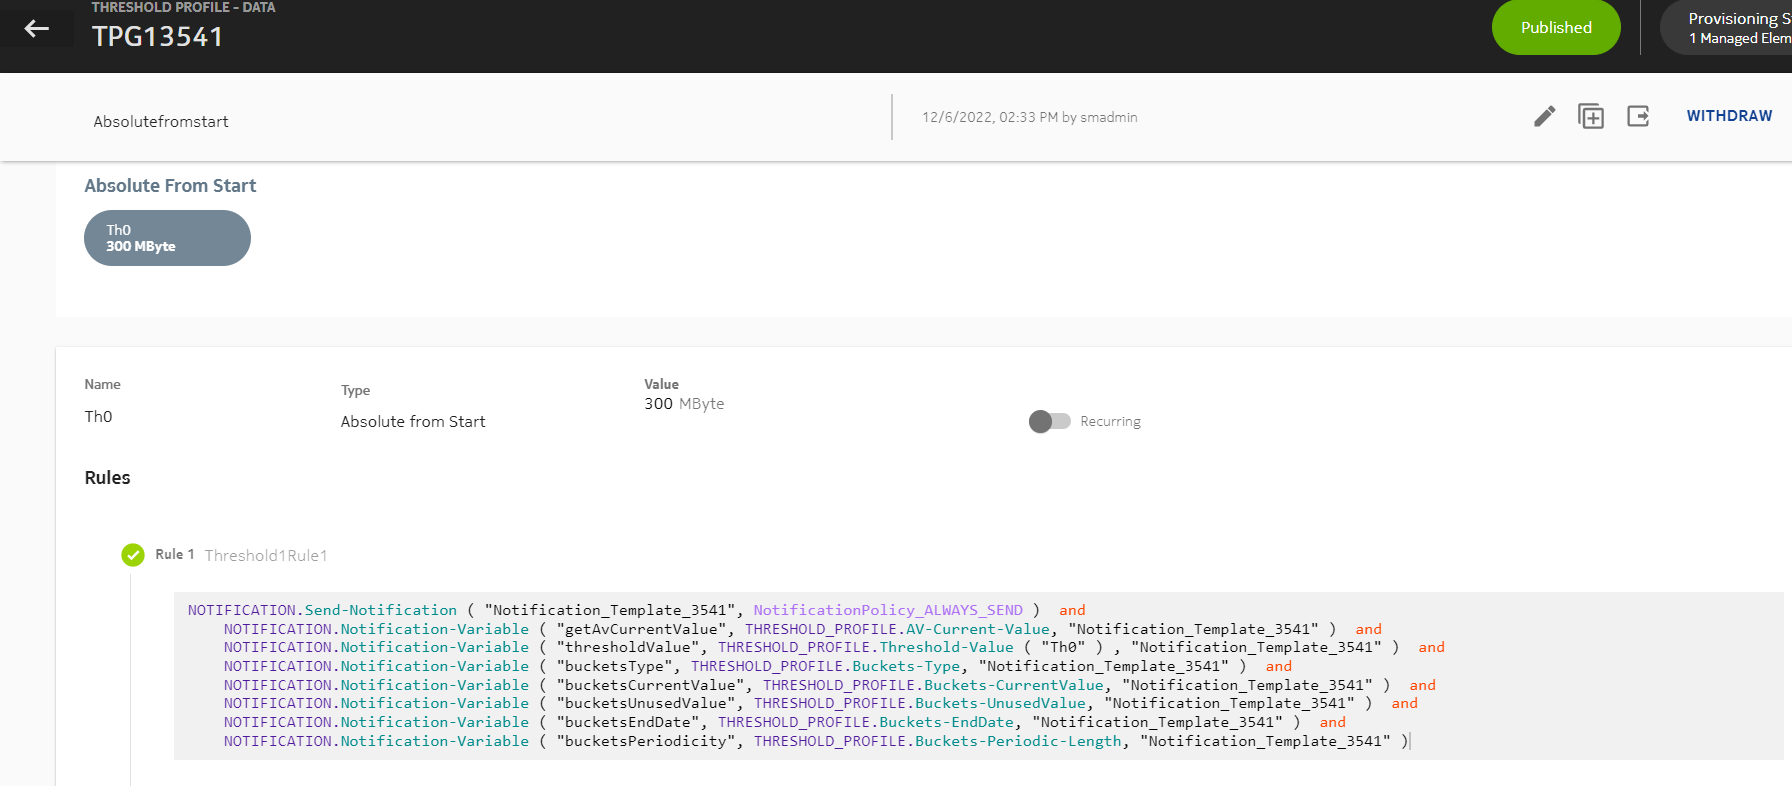 THRESHOLD PROFILE - DATA
TPG13541
Published
Provisioning S
1 Managed Elem
Absolutefromstart
12/6/2022, 02:33 PM by smadmin
WITHDRAW
Absolute From Start
Th0
300 MByte
Name
Type
Value
Th0
Absolute from Start
300 MByte
Recurring
Rules
Rule 1 Threshold1Rule1
NOTIFICATION.Send-Notification ( "Notification_Template_3541", NotificationPolicy_ALWAYS_SEND ) and
NOTIFICATION.Notification-Variable ( "getAvCurrentValue", THRESHOLD_PROFILE.AV-Current-Value, "Notification_Template_3541" ) and
NOTIFICATION.Notification-Variable ( "thresholdValue", THRESHOLD_PROFILE.Threshold-Value ( "Th0" ) , "Notification_Template_3541" ) and
NOTIFICATION.Notification-Variable ( "bucketsType", THRESHOLD_PROFILE.Buckets-Type, "Notification_Template_3541" ) and
NOTIFICATION.Notification-Variable ( "bucketsCurrentValue", THRESHOLD_PROFILE.Buckets-CurrentValue, "Notification_Template_3541" ) and
NOTIFICATION.Notification-Variable ( "bucketsUnusedValue", THRESHOLD_PROFILE.Buckets-UnusedValue, "Notification_Template_3541" ) and
NOTIFICATION.Notification-Variable ( "bucketsEndDate", THRESHOLD_PROFILE.Buckets-EndDate, "Notification_Template_3541" ) and
NOTIFICATION.Notification-Variable ( "bucketsPeriodicity", THRESHOLD_PROFILE.Buckets-Periodic-Length, "Notification_Template_3541" )